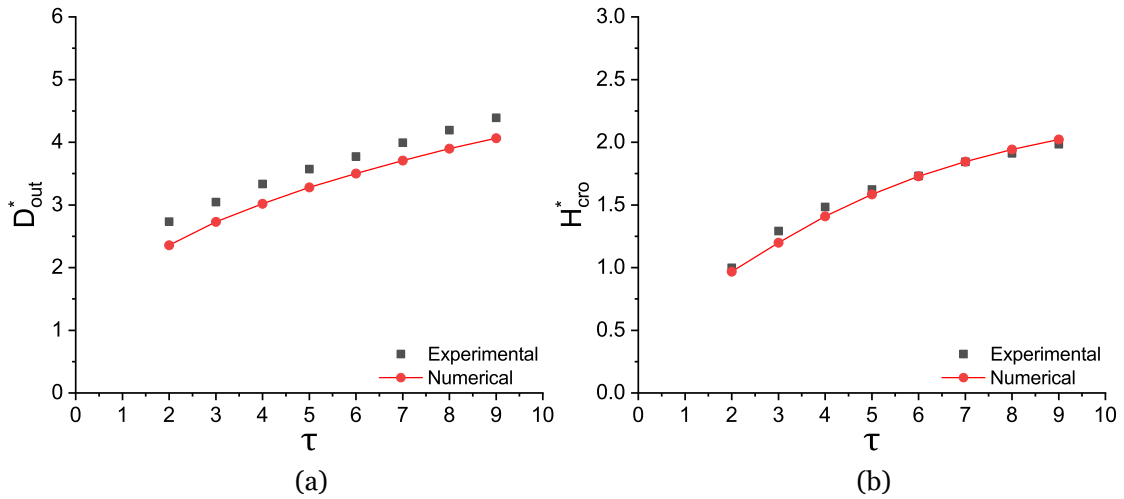 6
5
4
3
2
1
0
D*out
0 1 2 3 4 5 6 7 8 9 10
τ
Experimental
Numerical
(a)
3.0
2.5
2.0
1.5
1.0
0.5
0.0
H*cro
0 1 2 3 4 5 6 7 8 9 10
τ
Experimental
Numerical
(b)